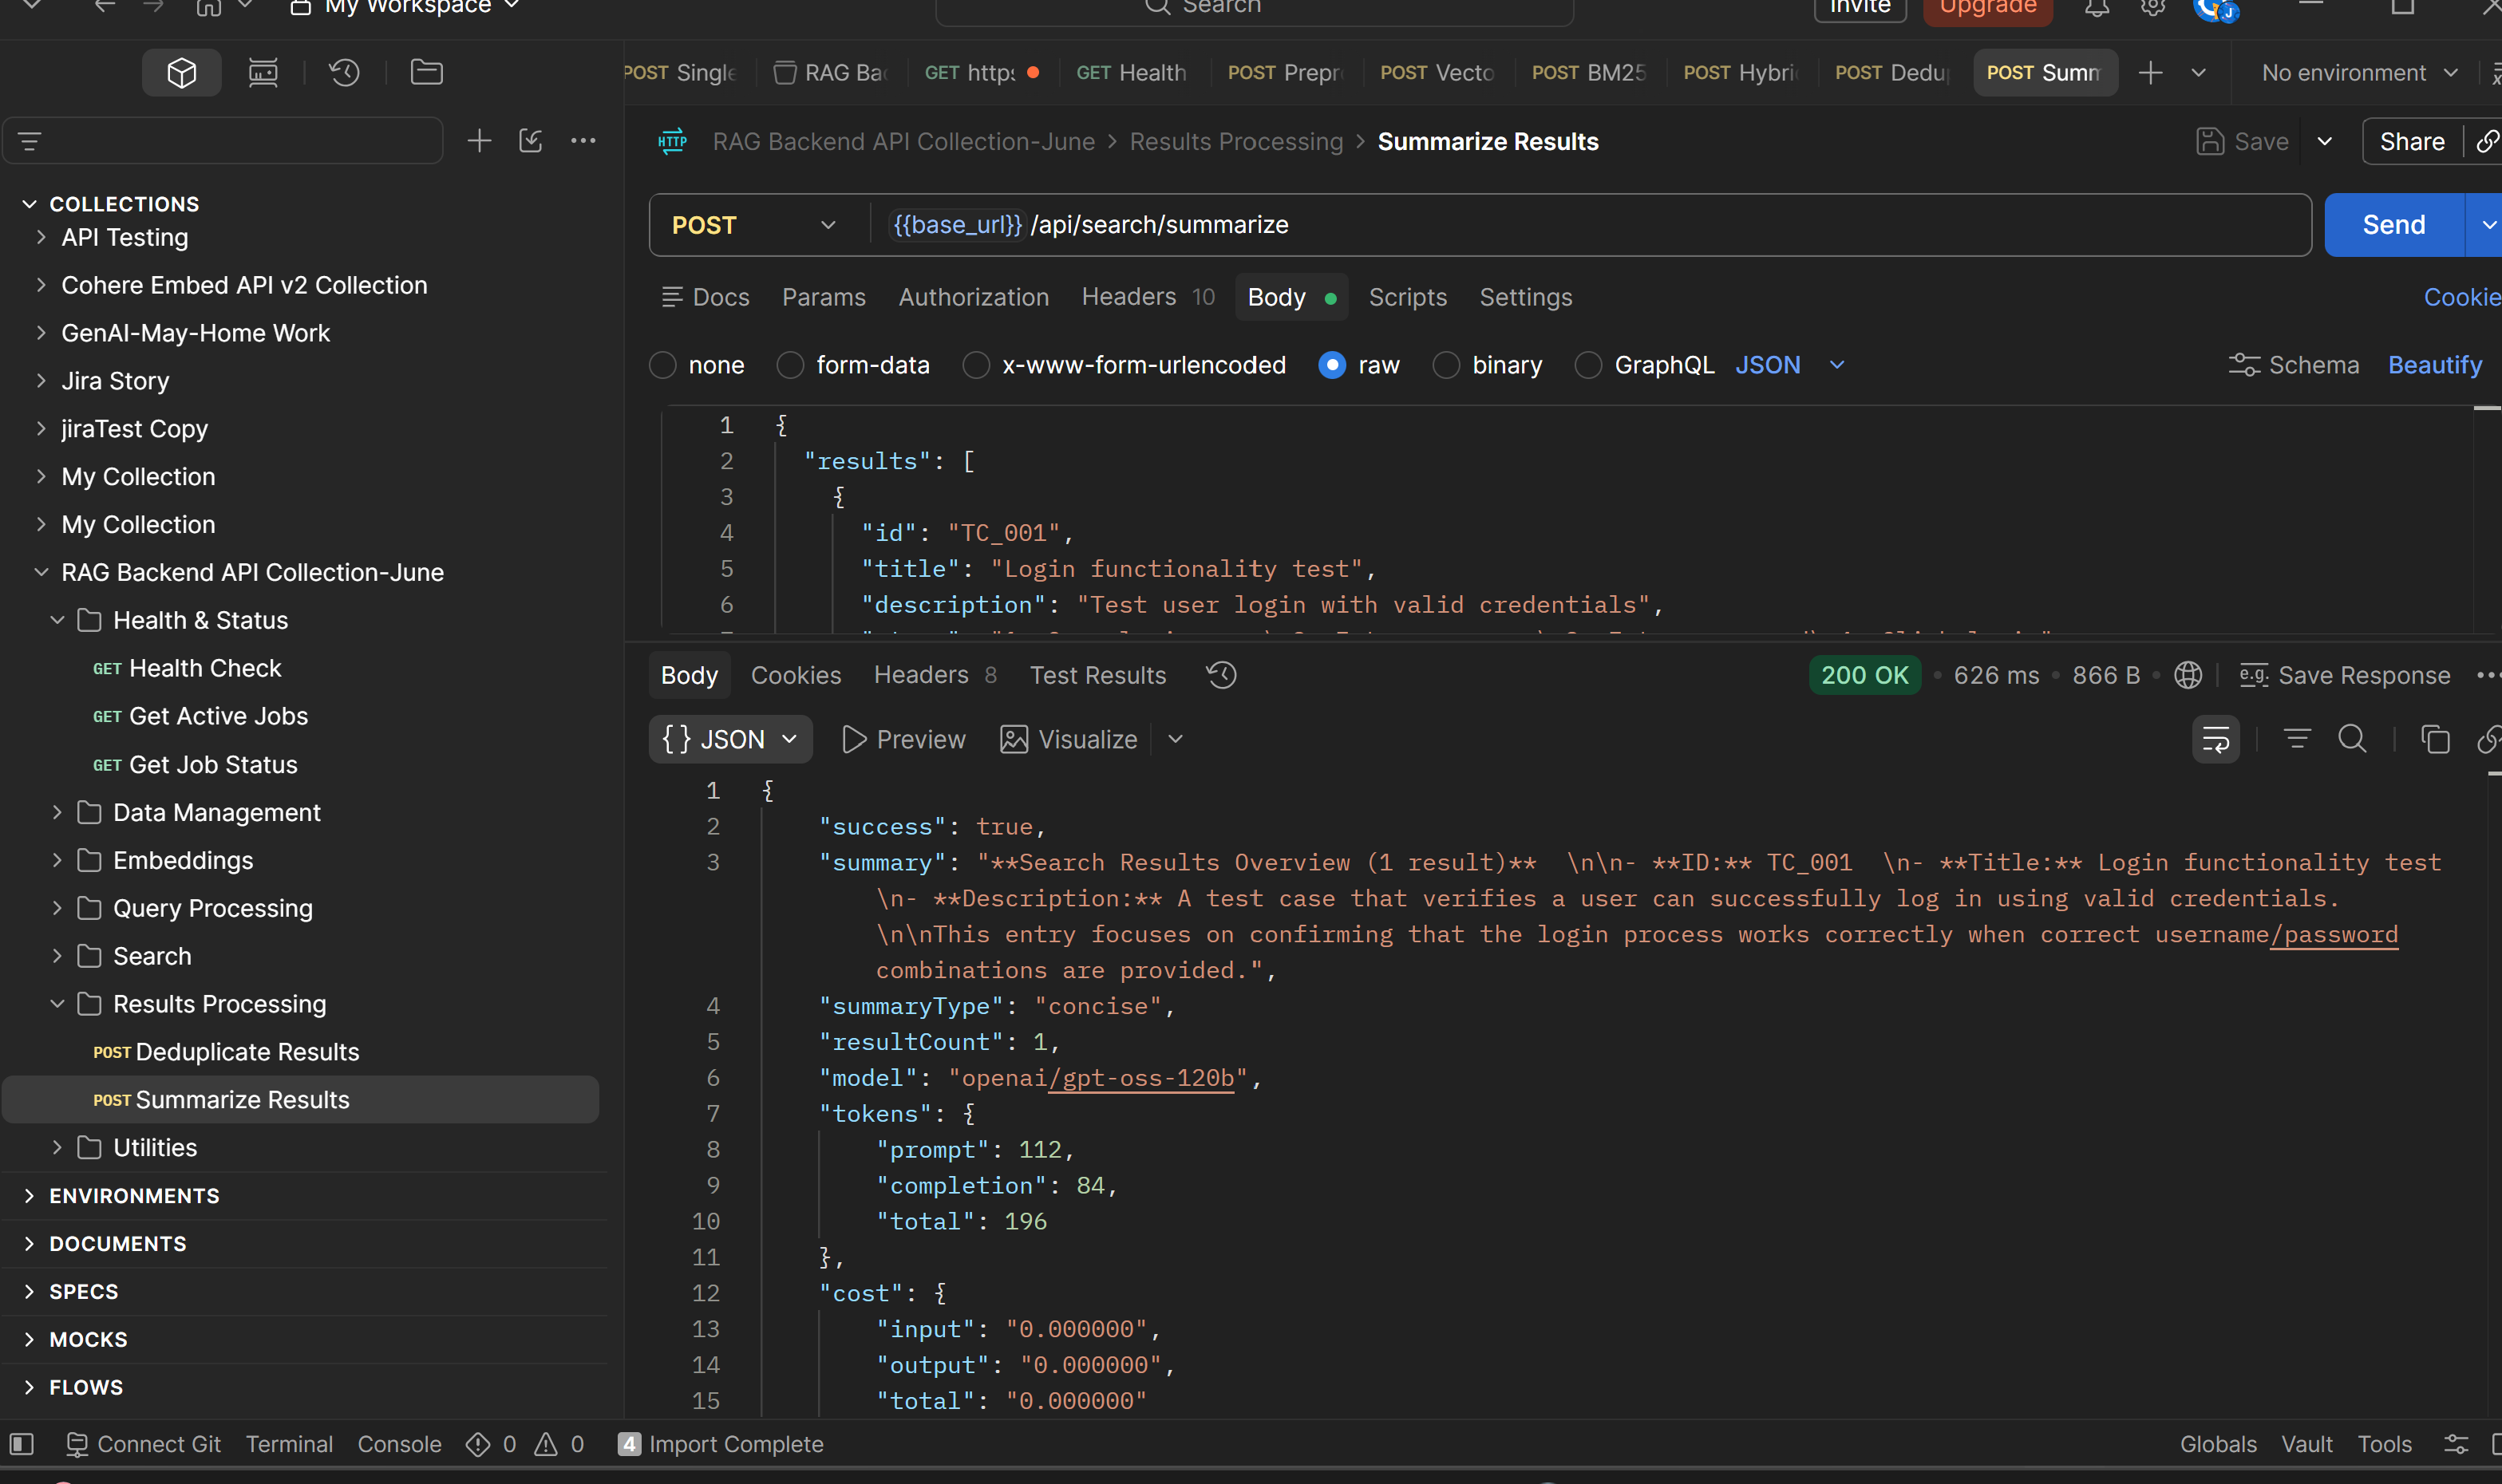 My Workspace
Search
Invite
Upgrade
POST Single
RAG Bac
GET https
GET Health
POST Prepr
POST Vecto
POST BM25
POST Hybri
POST Dedup
POST Summ
No environment
COLLECTIONS
API Testing
Cohere Embed API v2 Collection
GenAI-May-Home Work
Jira Story
jiraTest Copy
My Collection
My Collection
RAG Backend API Collection-June
Health & Status
GET Health Check
GET Get Active Jobs
GET Get Job Status
Data Management
Embeddings
Query Processing
Search
Results Processing
POST Deduplicate Results
POST Summarize Results
Utilities
ENVIRONMENTS
DOCUMENTS
SPECS
MOCKS
FLOWS
HTTP RAG Backend API Collection-June > Results Processing > Summarize Results
Save
Share
POST {{base_url}} /api/search/summarize
Send
Docs Params Authorization Headers 10 Body Scripts Settings
Cookie
none form-data x-www-form-urlencoded raw binary GraphQL JSON
Schema Beautify
1 {
2 "results": [
3 {
4 "id": "TC_001",
5 "title": "Login functionality test",
6 "description": "Test user login with valid credentials",
Body Cookies Headers 8 Test Results
200 OK • 626 ms • 866 B
e.g. Save Response
{} JSON Preview Visualize
1 {
2 "success": true,
3 "summary": "**Search Results Overview (1 result)**  \n\n- **ID:** TC_001  \n- **Title:** Login functionality test
\n- **Description:** A test case that verifies a user can successfully log in using valid credentials.
\n\nThis entry focuses on confirming that the login process works correctly when correct username/password
combinations are provided.",
4 "summaryType": "concise",
5 "resultCount": 1,
6 "model": "openai/gpt-oss-120b",
7 "tokens": {
8 "prompt": 112,
9 "completion": 84,
10 "total": 196
11 },
12 "cost": {
13 "input": "0.000000",
14 "output": "0.000000",
15 "total": "0.000000"
Connect Git Terminal Console 0 0 4 Import Complete
Globals Vault Tools